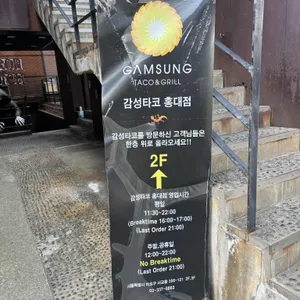 GAMSUNG
TACO & GRILL
감성타코 홍대점
감성타코를 방문하신 고객님들은
한층 위로 올라오세요!!
2F
감성타코 홍대점 영업시간
평일
11:30~22:00
(Breaktime 16:00~17:00)
(Last Order 21:00)
주말,공휴일
12:00~22:00
No Breaktime
(Last Order 21:00)